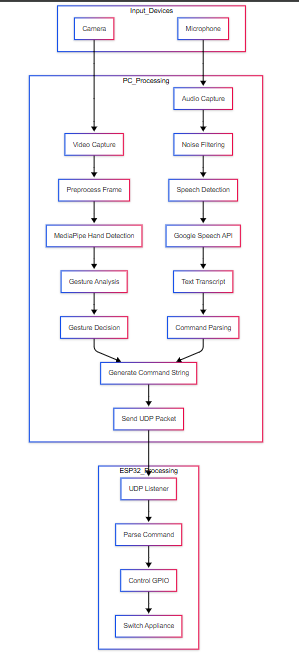 Input_Devices
Camera
Microphone
PC_Processing
Audio Capture
Video Capture
Noise Filtering
Preprocess Frame
Speech Detection
MediaPipe Hand Detection
Google Speech API
Gesture Analysis
Text Transcript
Gesture Decision
Command Parsing
Generate Command String
Send UDP Packet
ESP32_Processing
UDP Listener
Parse Command
Control GPIO
Switch Appliance